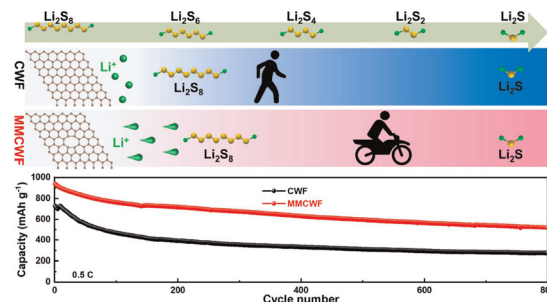 Li2S8 Li2S6 Li2S4 Li2S2 Li2S
CWF
Li+
Li2S8
Li2S
MMCWF
Li+
Li2S8
Li2S
Capacity (mAh g-1)
1000
800
600
400
200
0
CWF
MMCWF
0.5 C
0 200 400 600 800
Cycle number